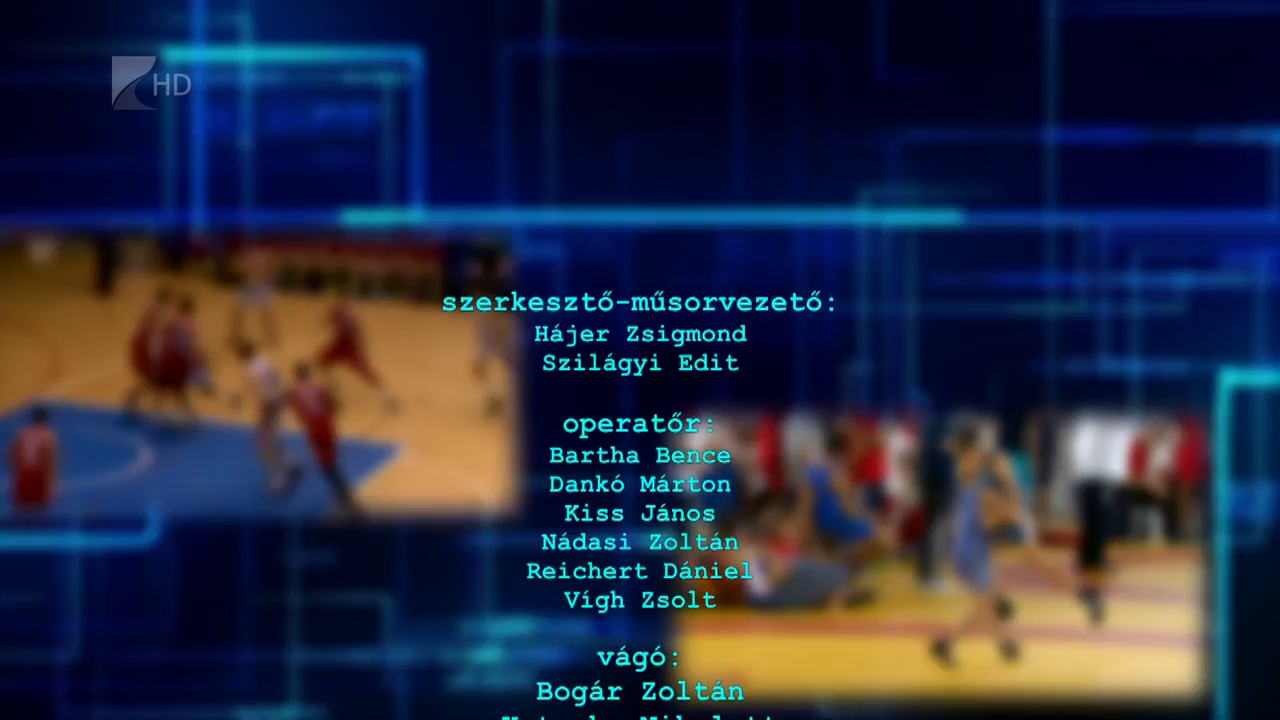 HD
szerkesztő-műsorvezető:
Hájer Zsigmond
Szilágyi Edit
operatőr:
Bartha Bence
Dankó Márton
Kiss János
Nádasi Zoltán
Reichert Dániel
Vígh Zsolt
vágó:
Bogár Zoltán